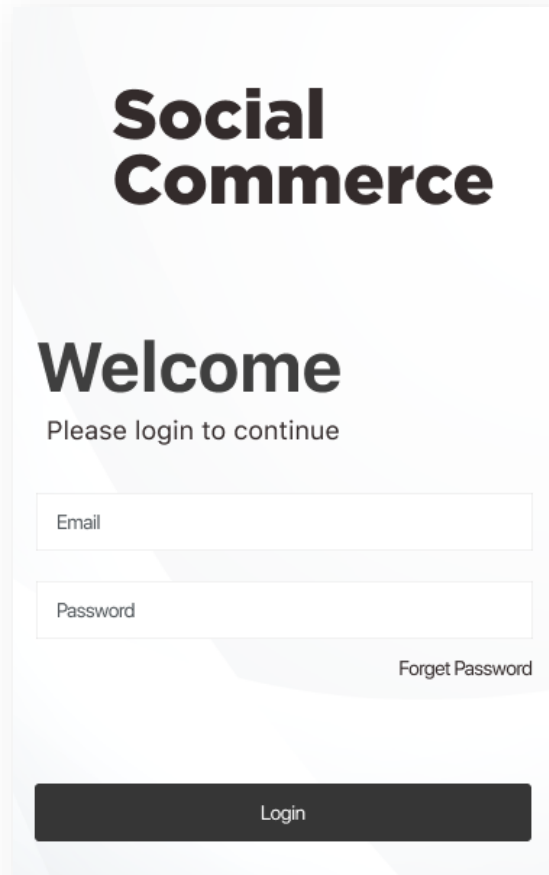 Social
Commerce
Welcome
Please login to continue
Email
Password
Forget Password
Login